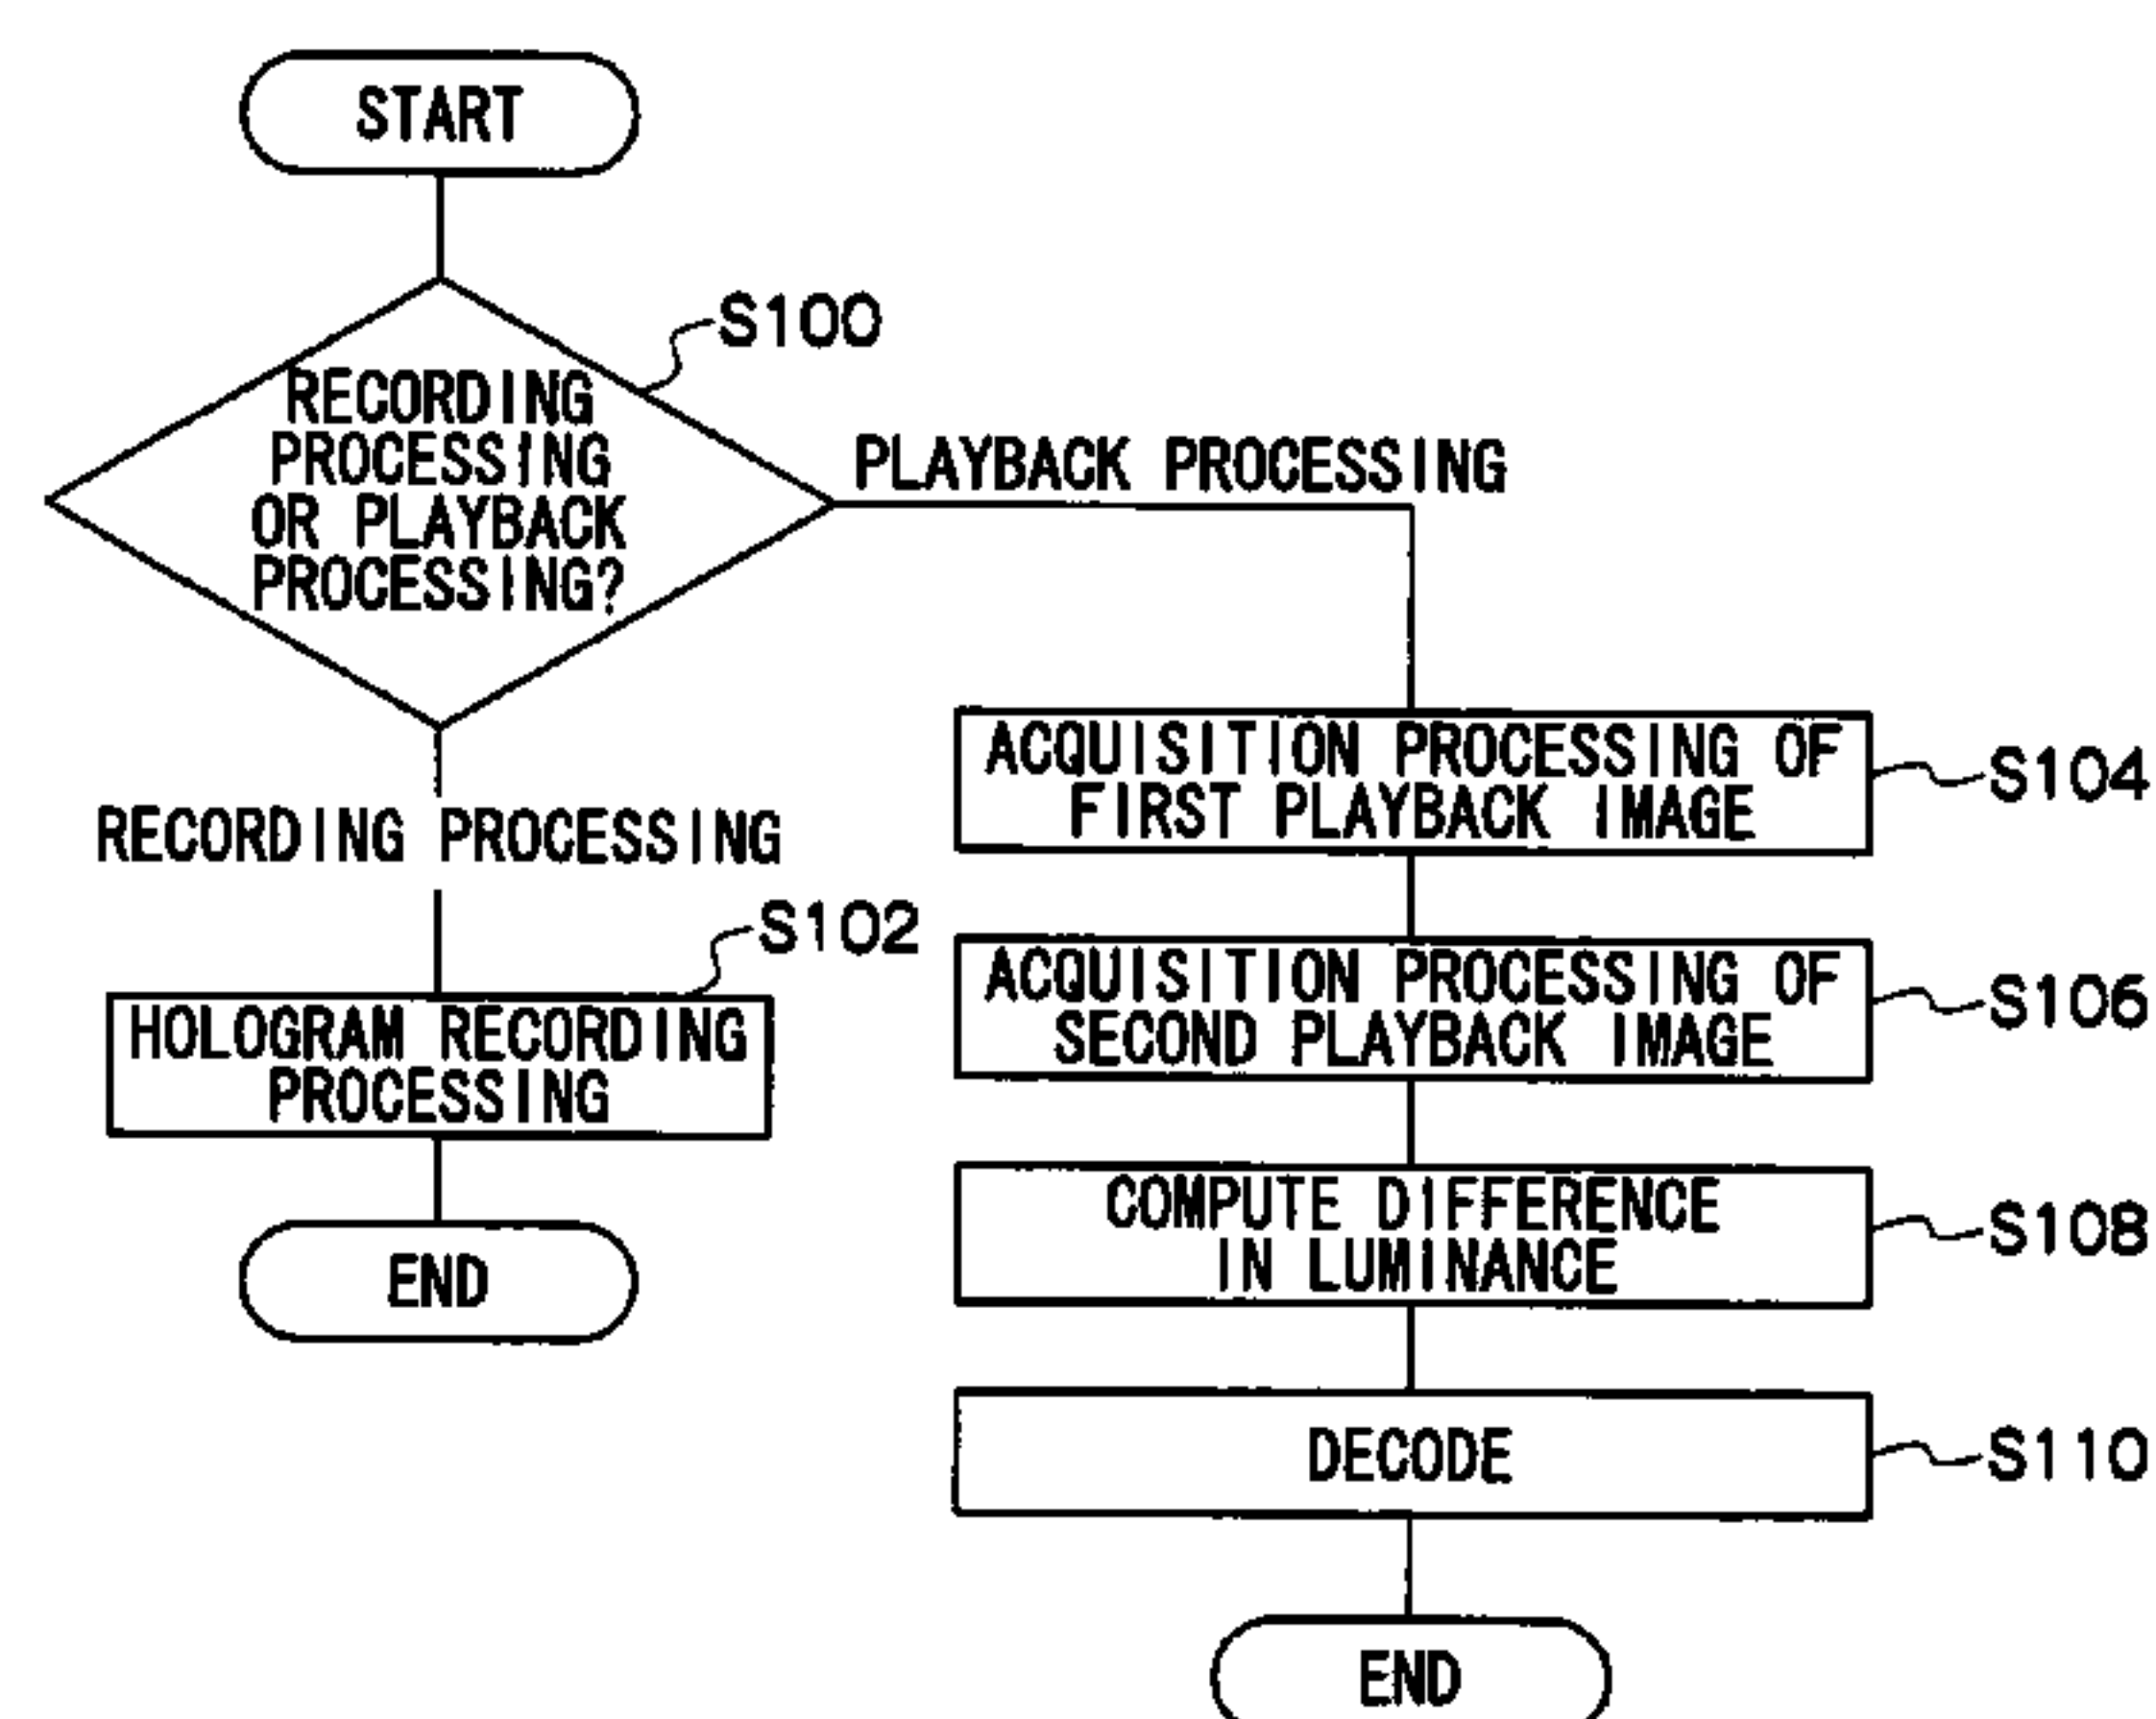 START
S100
RECORDING
PROCESSING
OR PLAYBACK
PROCESSING?
PLAYBACK PROCESSING
RECORDING PROCESSING
S102
HOLOGRAM RECORDING
PROCESSING
END
ACQUISITION PROCESSING OF
FIRST PLAYBACK IMAGE
S104
ACQUISITION PROCESSING OF
SECOND PLAYBACK IMAGE
S106
COMPUTE DIFFERENCE
IN LUMINANCE
S108
DECODE
S110
END